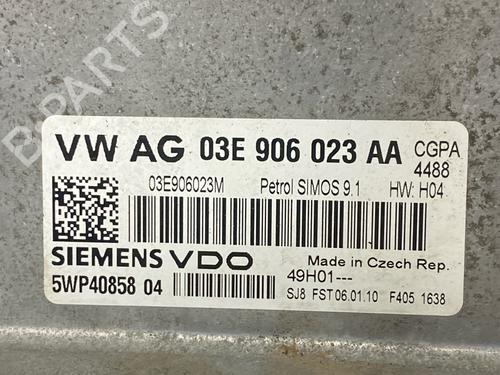 B-PARTS
VW AG 03E 906 023 AA CGPA
4488
03E906023M Petrol SIMOS 9.1 HW: H04
SIEMENS VDO Made in Czech Rep.
5WP40858 04 49H01---
SJ8 FST 06.01.10 F405 1638